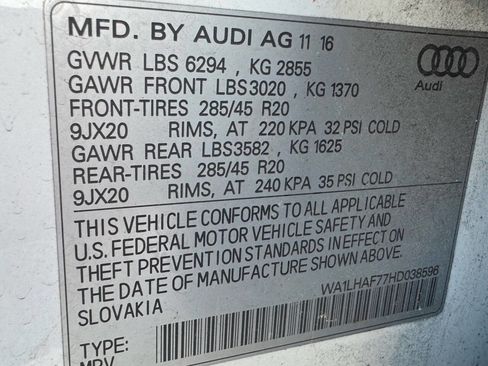 MFD. BY AUDI AG 11 16
GVWR LBS 6294 , KG 2855
GAWR FRONT LBS3020 , KG 1370
FRONT-TIRES 285/45 R20
9JX20 RIMS, AT 220 KPA 32 PSI COLD
GAWR REAR LBS3582 , KG 1625
REAR-TIRES 285/45 R20
9JX20 RIMS, AT 240 KPA 35 PSI COLD
THIS VEHICLE CONFORMS TO ALL APPLICABLE
U.S. FEDERAL MOTOR VEHICLE SAFETY AND
THEFT PREVENTION STANDARDS IN EFFECT ON
THE DATE OF MANUFACTURE SHOWN ABOVE.
SLOVAKIA
WA1LHAF77HD038596
TYPE:
MPV
Audi